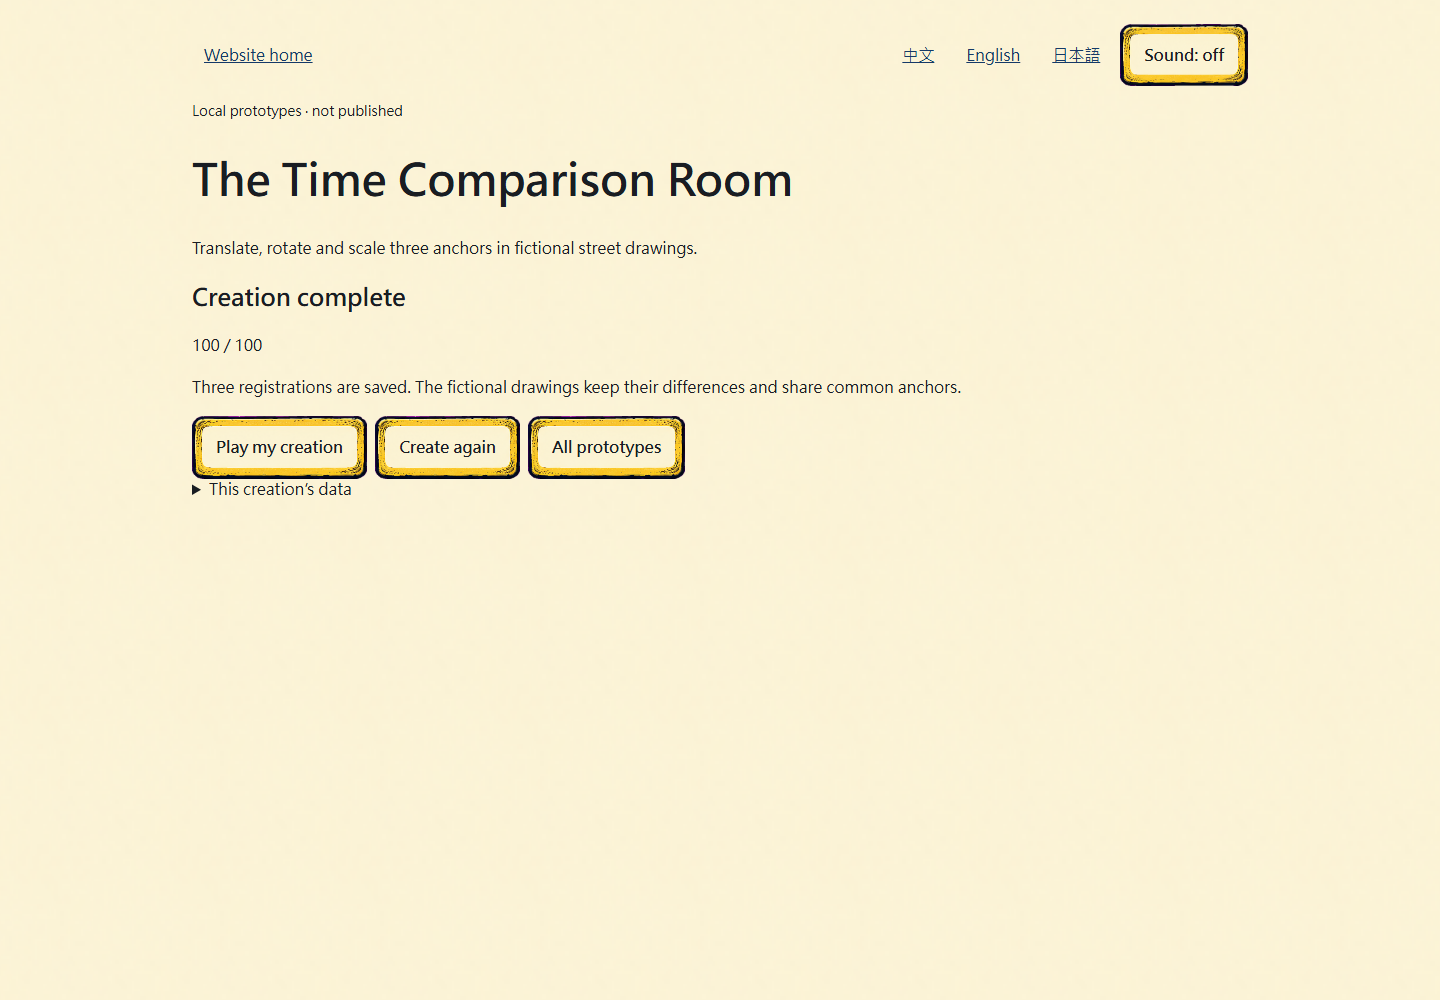 Website home
中文
English
日本語
Sound: off
Local prototypes · not published
The Time Comparison Room
Translate, rotate and scale three anchors in fictional street drawings.
Creation complete
100 / 100
Three registrations are saved. The fictional drawings keep their differences and share common anchors.
Play my creation
Create again
All prototypes
This creation’s data